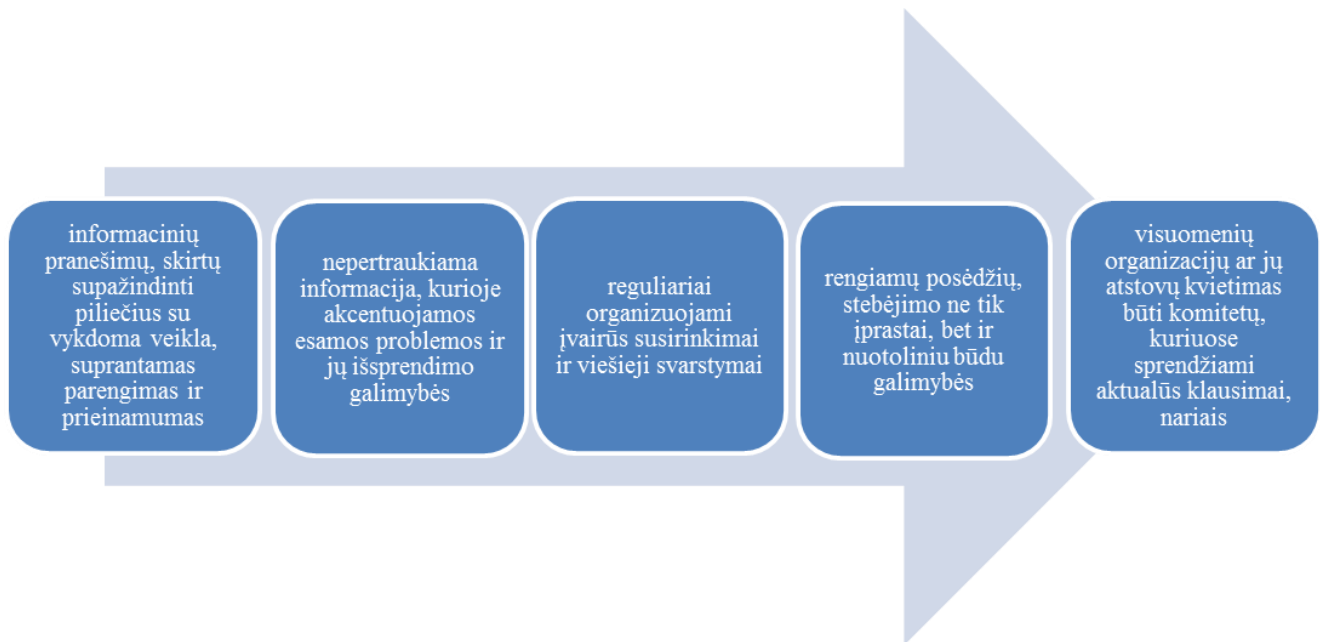 informacinių
pranešimų, skirtų
supažindinti
piliečius su
vykdoma veikla,
suprantamas
parengimas ir
prieinamumas
nepertraukiama
informacija, kurioje
akcentuojamos
esamos problemos ir
jų išsprendimo
galimybės
reguliariai
organizuojami
įvairūs susirinkimai
ir viešieji svarstymai
rengiamų posėdžių,
stebėjimo ne tik
įprastai, bet ir
nuotoliniu būdu
galimybės
visuomenių
organizacijų ar jų
atstovų kvietimas
būti komitetų,
kuriuose
sprendžiami
aktualūs klausimai,
nariais